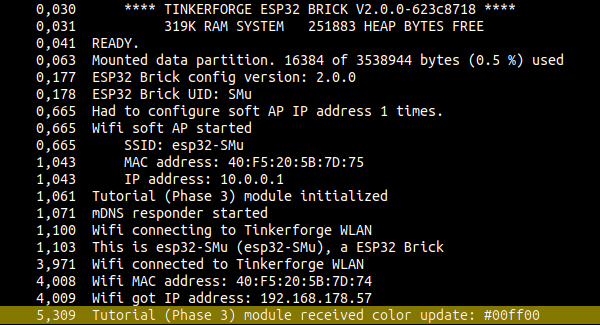 0,030 **** TINKERFORGE ESP32 BRICK V2.0.0-623c8718 ****
0,031 319K RAM SYSTEM 251883 HEAP BYTES FREE
0,041 READY.
0,063 Mounted data partition. 16384 of 3538944 bytes (0.5 %) used
0,177 ESP32 Brick config version: 2.0.0
0,178 ESP32 Brick UID: SMu
0,665 Had to configure soft AP IP address 1 times.
0,665 Wifi soft AP started
0,665 SSID: esp32-SMu
1,043 MAC address: 40:F5:20:5B:7D:75
1,043 IP address: 10.0.0.1
1,061 Tutorial (Phase 3) module initialized
1,071 mDNS responder started
1,100 Wifi connecting to Tinkerforge WLAN
1,103 This is esp32-SMu (esp32-SMu), a ESP32 Brick
3,971 Wifi connected to Tinkerforge WLAN
4,008 Wifi MAC address: 40:F5:20:5B:7D:74
4,009 Wifi got IP address: 192.168.178.57
5,309 Tutorial (Phase 3) module received color update: #00ff00